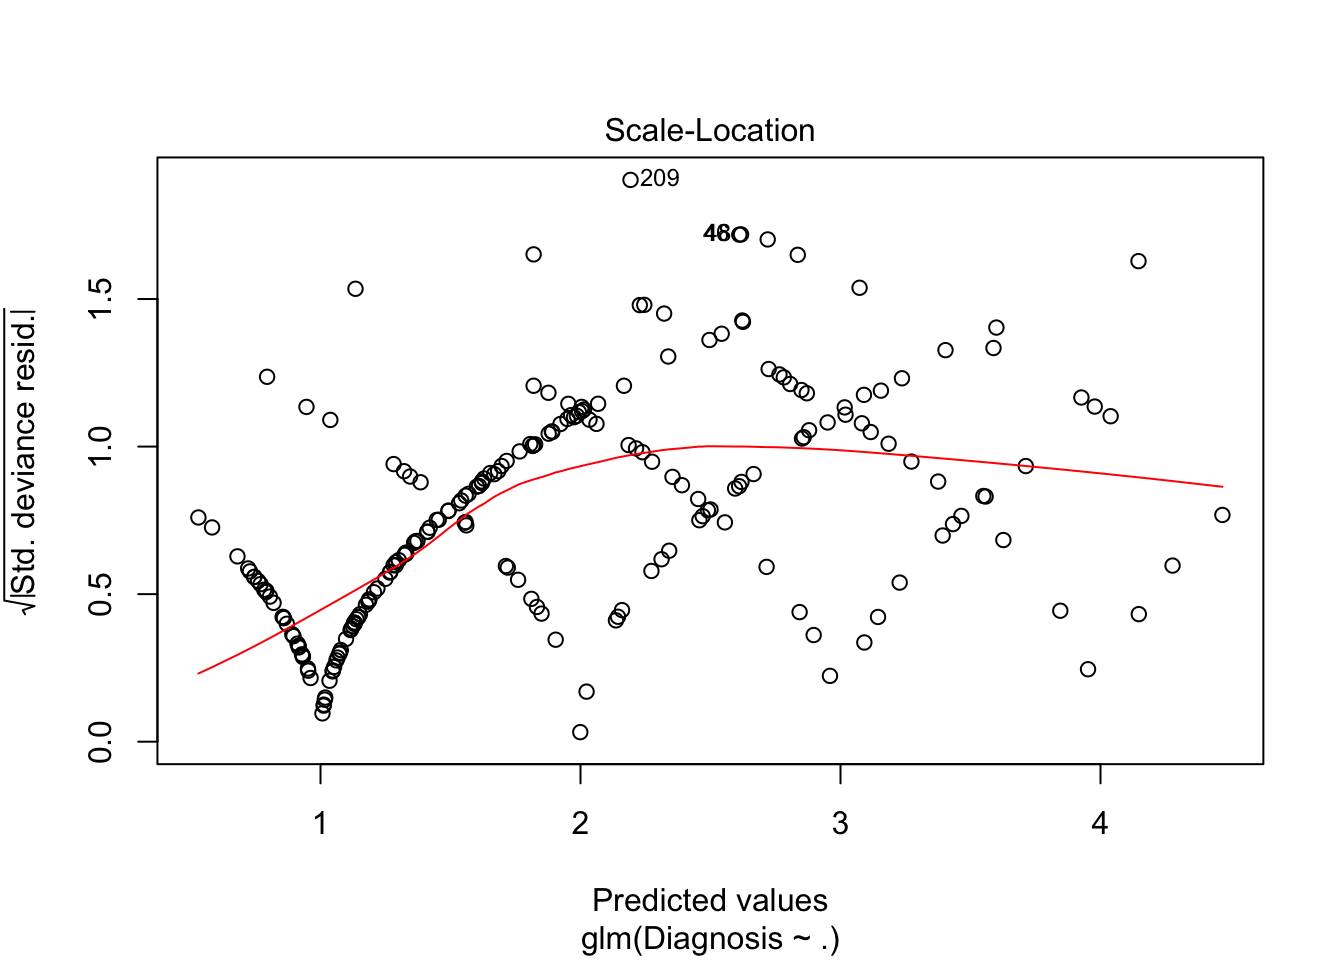 Scale-Location
209
1.5
1.0
0.5
0.0
√|Std. deviance resid.|
1 2 3 4
Predicted values
glm(Diagnosis ~ .)